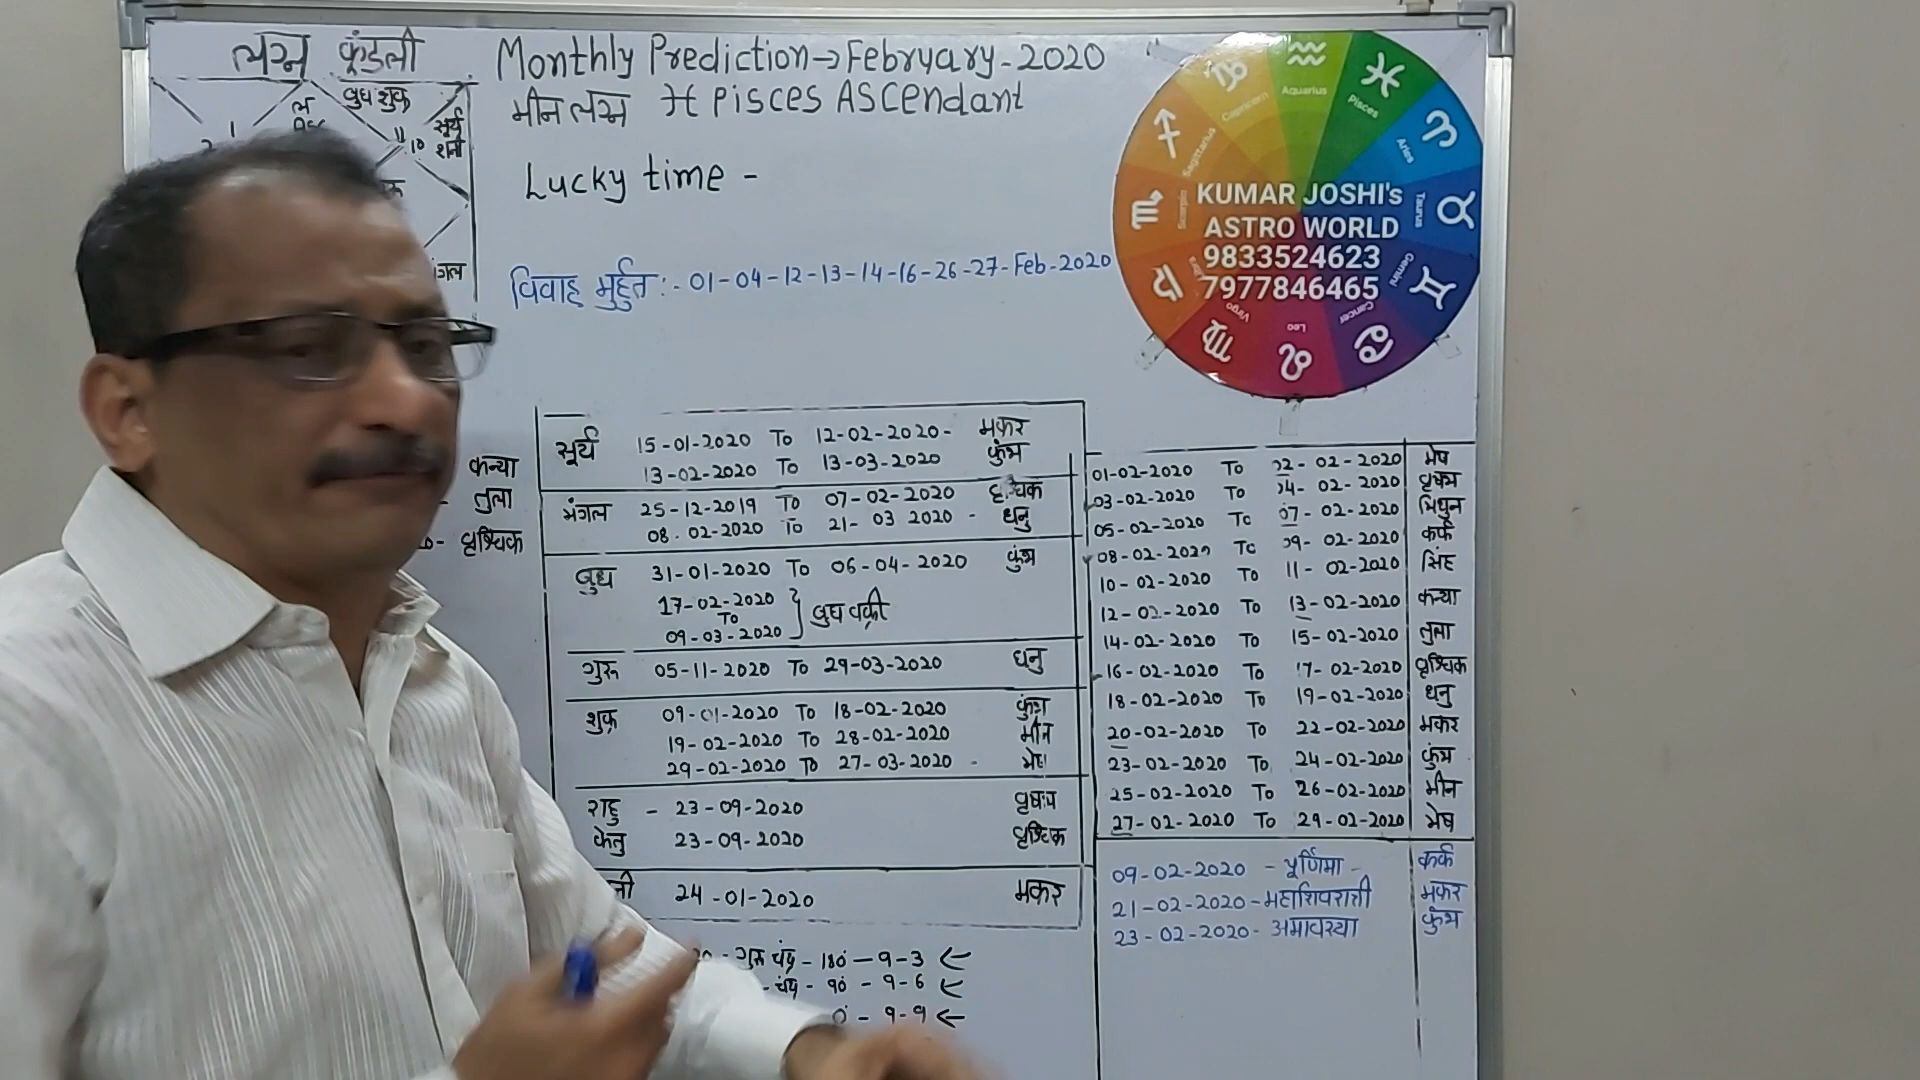 लग्न कूंडली
Monthly Prediction→February-2020
मीन लग्न ♓ Pisces ASCendant
बुध शुक्र
ल
सूर्य
शनी
1
11
10
2
Lucky time -
विवाह मुर्हुत :- 01-04-12-13-14-16-26-27-Feb-2020
KUMAR JOSHI's
ASTRO WORLD
9833524623
7977846465
Aquarius
Pisces
Aries
Taurus
Gemini
Cancer
Leo
Virgo
Scorpio
Sagittarius
Capricorn
कन्या
तुला
वृश्चिक
सूर्य 15-01-2020 To 12-02-2020- मकर
13-02-2020 To 13-03-2020 कुंभ
मंगल 25-12-2019 To 07-02-2020
08.02-2020 To 21-03 2020 - धनु
बुध 31-01-2020 To 06-04-2020 कुंभ
17-02-2020
To
09-03-2020 } बुध वक्री
गुरू 05-11-2020 To 29-03-2020 धनु
शुक्र 09-01-2020 To 18-02-2020 कुंभ
19-02-2020 To 28-02-2020 मीन
29-02-2020 To 27-03-2020 - मेष
राहु - 23-09-2020 वृषभ
केतु 23-09-2020 वृश्चिक
24-01-2020 मकर
गुरू चंद्र - 180 - 9-3 ←
चंद्र - 90 - 9-6 ←
- 9-9 ←
01-02-2020 To 02-02-2020 मेष
03-02-2020 To 04-02-2020 वृषभ
05-02-2020 To 07-02-2020 मिथुन
08-02-2020 To 09-02-2020 कर्क
10-02-2020 To 11-02-2020 सिंह
12-02-2020 To 13-02-2020 कन्या
14-02-2020 To 15-02-2020 तुला
16-02-2020 To 17-02-2020 वृश्चिक
18-02-2020 To 19-02-2020 धनु
20-02-2020 To 22-02-2020 मकर
23-02-2020 To 24-02-2020 कुंभ
25-02-2020 To 26-02-2020 मीन
27-02-2020 To 29-02-2020 मेष
09-02-2020 - पूर्णिमा - कर्क
21-02-2020 - महाशिवरात्री मकर
23-02-2020- अमावस्या कुंभ